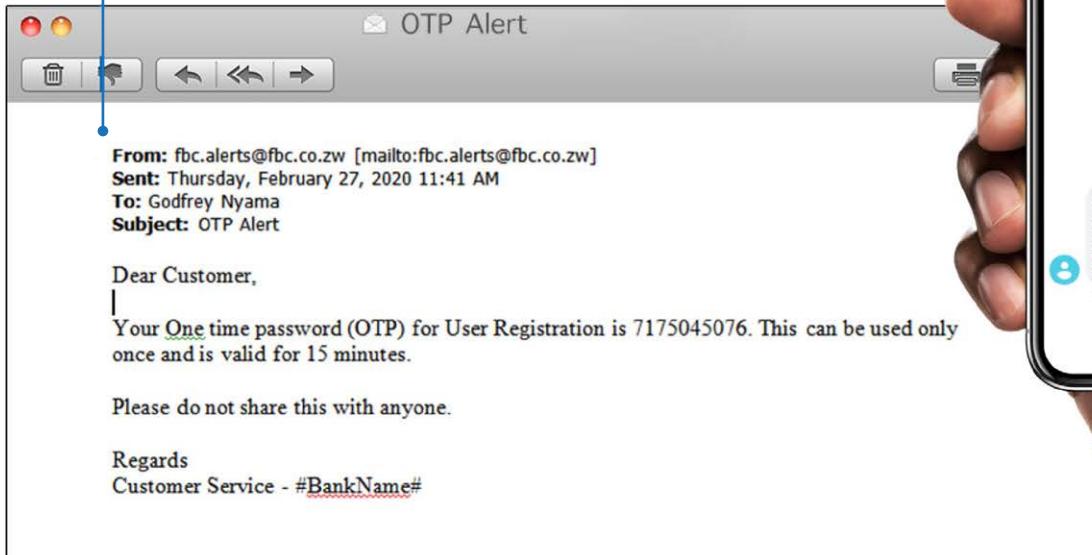 OTP Alert
From: fbc.alerts@fbc.co.zw [mailto:fbc.alerts@fbc.co.zw]
Sent: Thursday, February 27, 2020 11:41 AM
To: Godfrey Nyama
Subject: OTP Alert
Dear Customer,
Your One time password (OTP) for User Registration is 7175045076. This can be used only
once and is valid for 15 minutes.
Please do not share this with anyone.
Regards
Customer Service - #BankName#